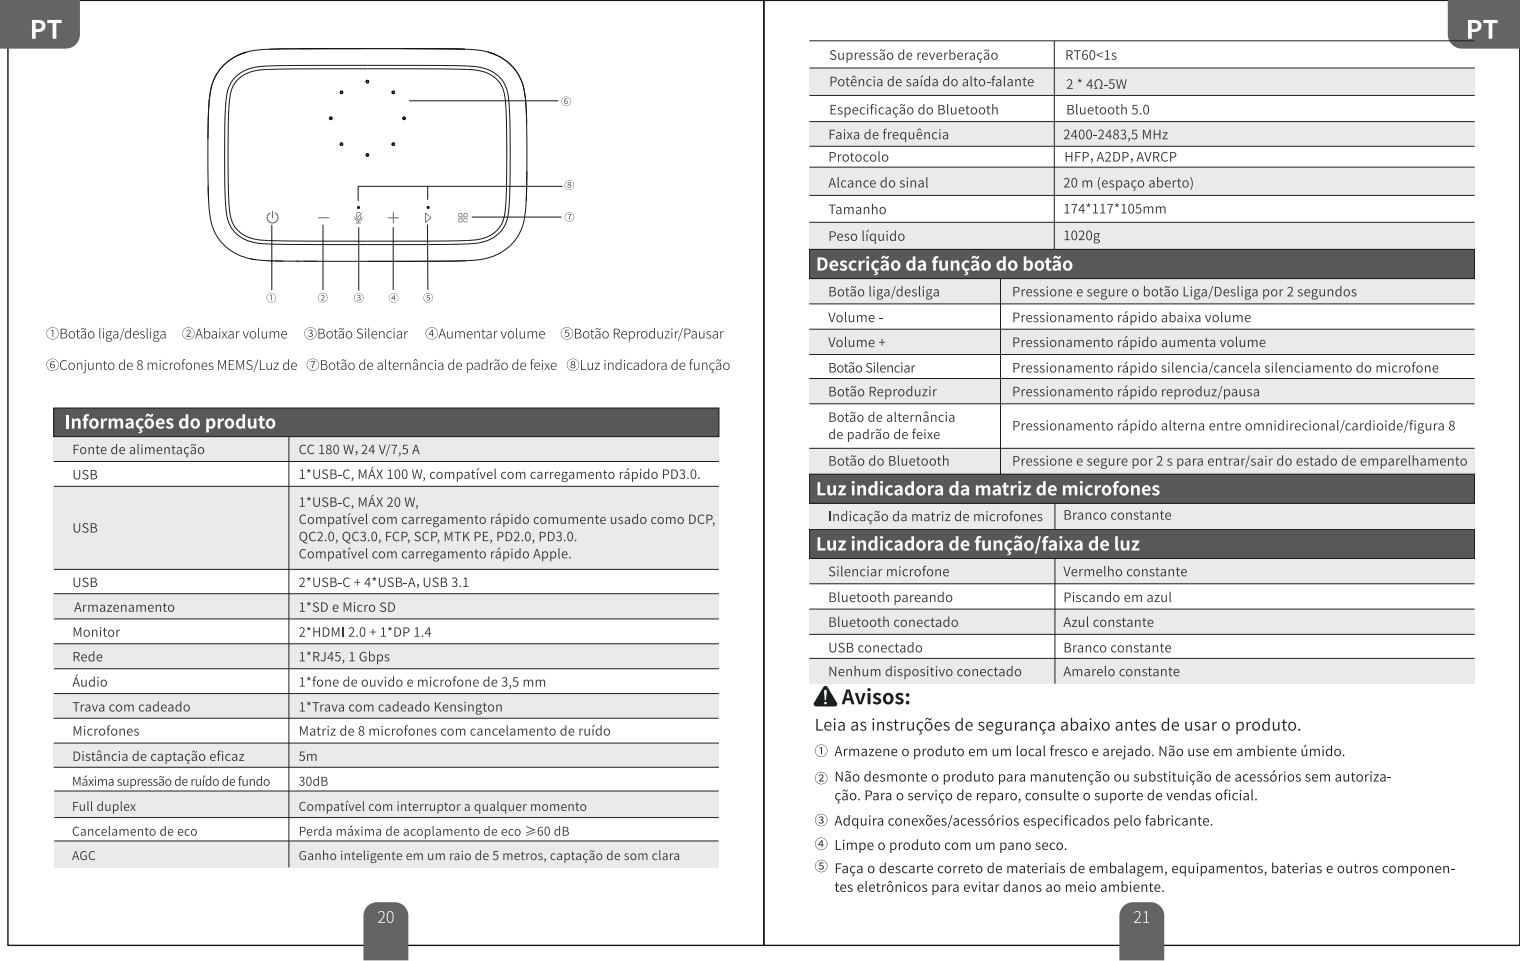 PT
⑥
⑧
⑦
① ② ③ ④ ⑤
①Botão liga/desliga ②Abaixar volume ③Botão Silenciar ④Aumentar volume ⑤Botão Reproduzir/Pausar
⑥Conjunto de 8 microfones MEMS/Luz de ⑦Botão de alternância de padrão de feixe ⑧Luz indicadora de função
Informações do produto
Fonte de alimentação CC 180 W, 24 V/7,5 A
USB 1*USB-C, MÁX 100 W, compatível com carregamento rápido PD3.0.
USB
1*USB-C, MÁX 20 W,
Compatível com carregamento rápido comumente usado como DCP,
QC2.0, QC3.0, FCP, SCP, MTK PE, PD2.0, PD3.0.
Compatível com carregamento rápido Apple.
USB 2*USB-C + 4*USB-A, USB 3.1
Armazenamento 1*SD e Micro SD
Monitor 2*HDMI 2.0 + 1*DP 1.4
Rede 1*RJ45, 1 Gbps
Áudio 1*fone de ouvido e microfone de 3,5 mm
Trava com cadeado 1*Trava com cadeado Kensington
Microfones Matriz de 8 microfones com cancelamento de ruído
Distância de captação eficaz 5m
Máxima supressão de ruído de fundo 30dB
Full duplex Compatível com interruptor a qualquer momento
Cancelamento de eco Perda máxima de acoplamento de eco ⩾60 dB
AGC Ganho inteligente em um raio de 5 metros, captação de som clara
20
PT
Supressão de reverberação RT60<1s
Potência de saída do alto-falante 2 * 4Ω-5W
Especificação do Bluetooth Bluetooth 5.0
Faixa de frequência 2400-2483,5 MHz
Protocolo HFP, A2DP, AVRCP
Alcance do sinal 20 m (espaço aberto)
Tamanho 174*117*105mm
Peso líquido 1020g
Descrição da função do botão
Botão liga/desliga Pressione e segure o botão Liga/Desliga por 2 segundos
Volume - Pressionamento rápido abaixa volume
Volume + Pressionamento rápido aumenta volume
Botão Silenciar Pressionamento rápido silencia/cancela silenciamento do microfone
Botão Reproduzir Pressionamento rápido reproduz/pausa
Botão de alternância
de padrão de feixe
Pressionamento rápido alterna entre omnidirecional/cardioide/figura 8
Botão do Bluetooth Pressione e segure por 2 s para entrar/sair do estado de emparelhamento
Luz indicadora da matriz de microfones
Indicação da matriz de microfones Branco constante
Luz indicadora de função/faixa de luz
Silenciar microfone Vermelho constante
Bluetooth pareando Piscando em azul
Bluetooth conectado Azul constante
USB conectado Branco constante
Nenhum dispositivo conectado Amarelo constante
Avisos:
Leia as instruções de segurança abaixo antes de usar o produto.
① Armazene o produto em um local fresco e arejado. Não use em ambiente úmido.
② Não desmonte o produto para manutenção ou substituição de acessórios sem autoriza-
ção. Para o serviço de reparo, consulte o suporte de vendas oficial.
③ Adquira conexões/acessórios especificados pelo fabricante.
④ Limpe o produto com um pano seco.
⑤ Faça o descarte correto de materiais de embalagem, equipamentos, baterias e outros componen-
tes eletrônicos para evitar danos ao meio ambiente.
21